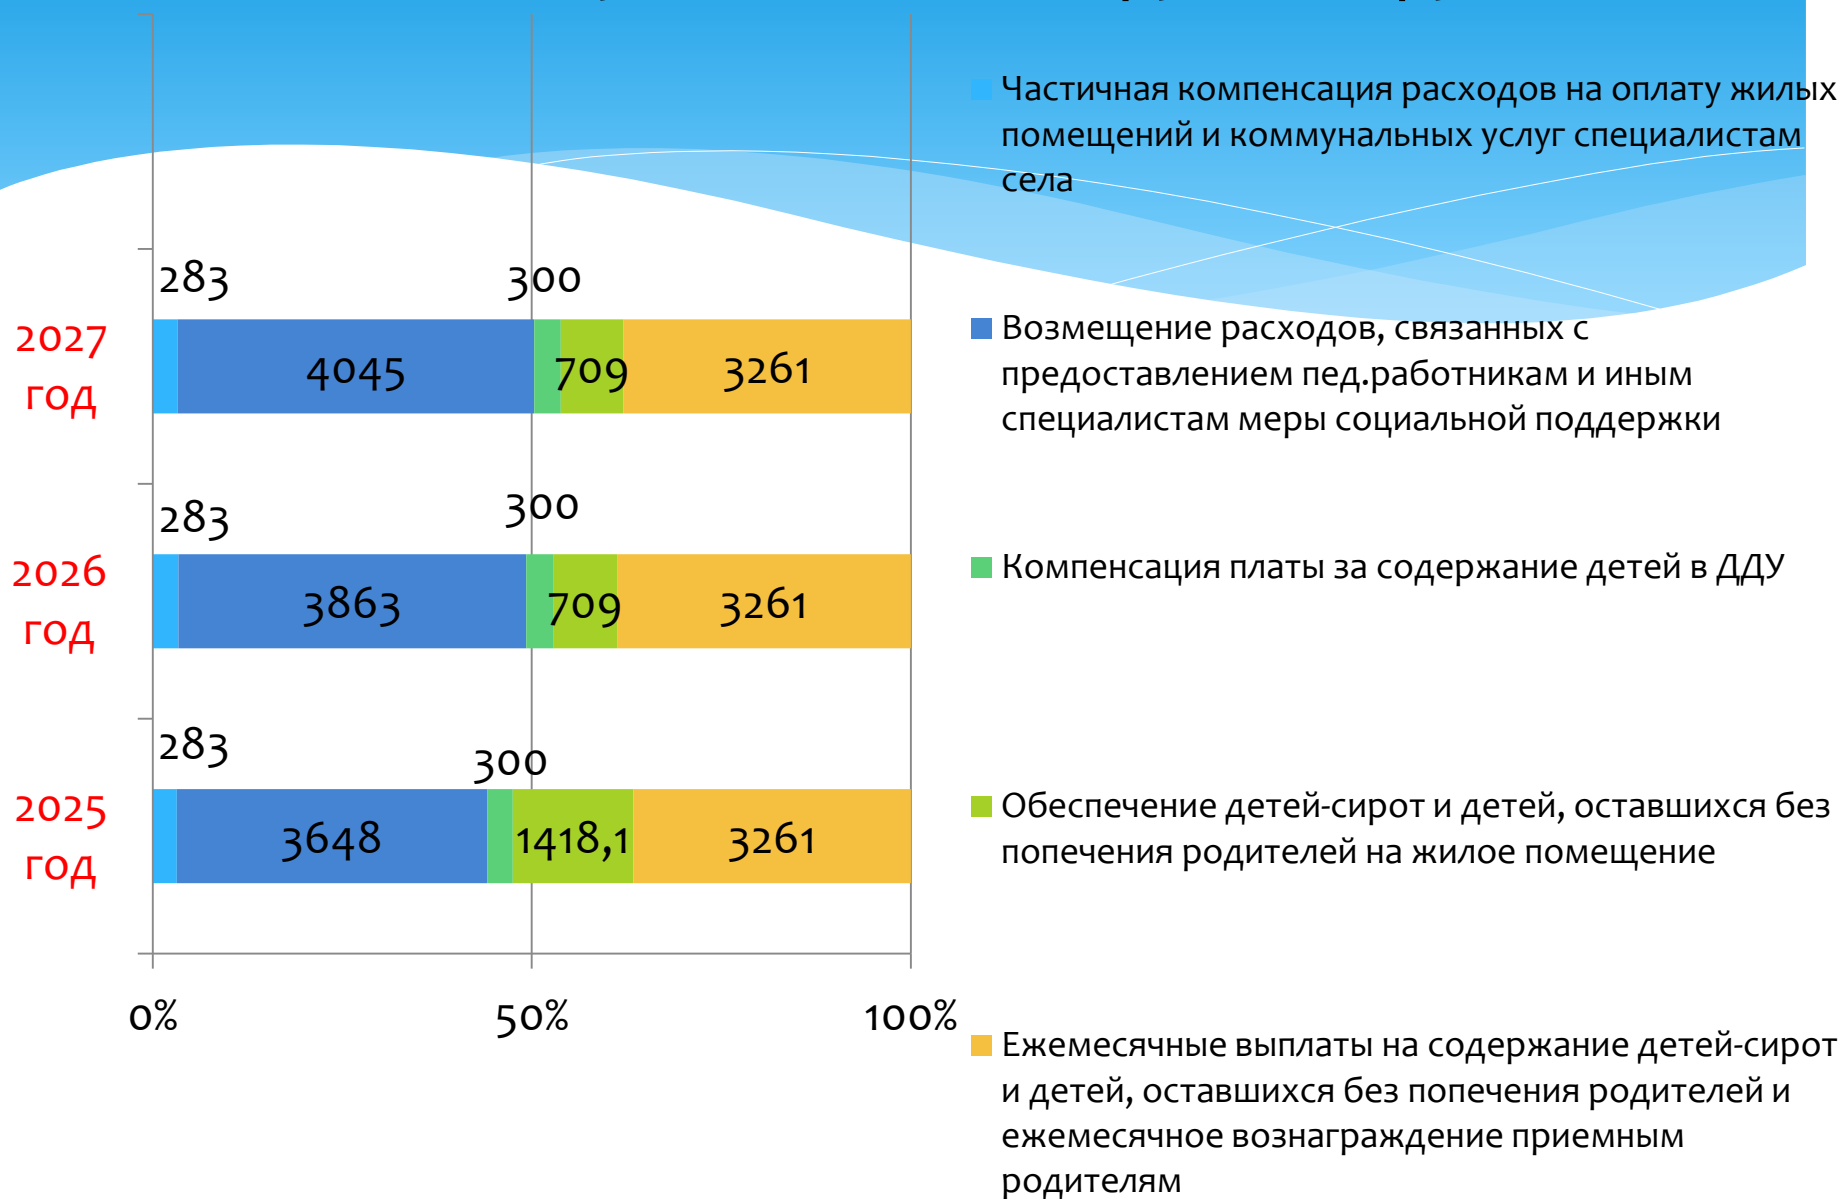 Частичная компенсация расходов на оплату жилых
помещений и коммунальных услуг специалистам
села
283
300
2027
год
4045
709
3261
Возмещение расходов, связанных с
предоставлением пед.работникам и иным
специалистам меры социальной поддержки
283
300
2026
год
3863
709
3261
Компенсация платы за содержание детей в ДДУ
283
300
2025
год
3648
1418,1
3261
Обеспечение детей-сирот и детей, оставшихся без
попечения родителей на жилое помещение
0%
50%
100%
Ежемесячные выплаты на содержание детей-сирот
и детей, оставшихся без попечения родителей и
ежемесячное вознаграждение приемным
родителям